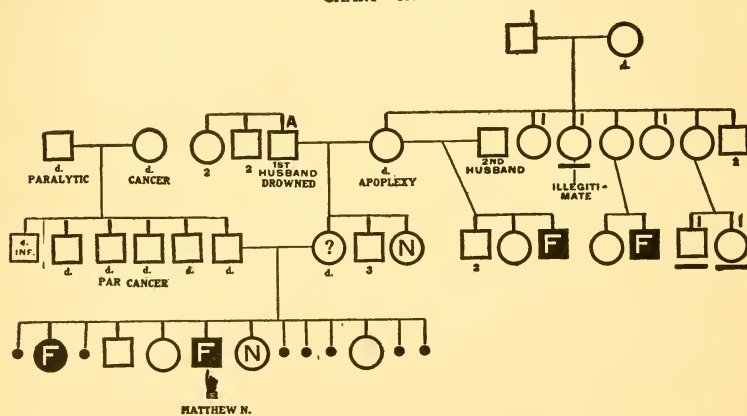 d.
A
d.
PARALYTIC
d.
CANCER
2
2
1ST
HUSBAND
DROWNED
d.
APOPLEXY
2ND
HUSBAND
ILLEGITI-
MATE
2
d.
INF.
d.
d.
d.
d.
d.
PAR CANCER
?
d.
3
N
2
F
F
F
F
N
MATTHEW N.